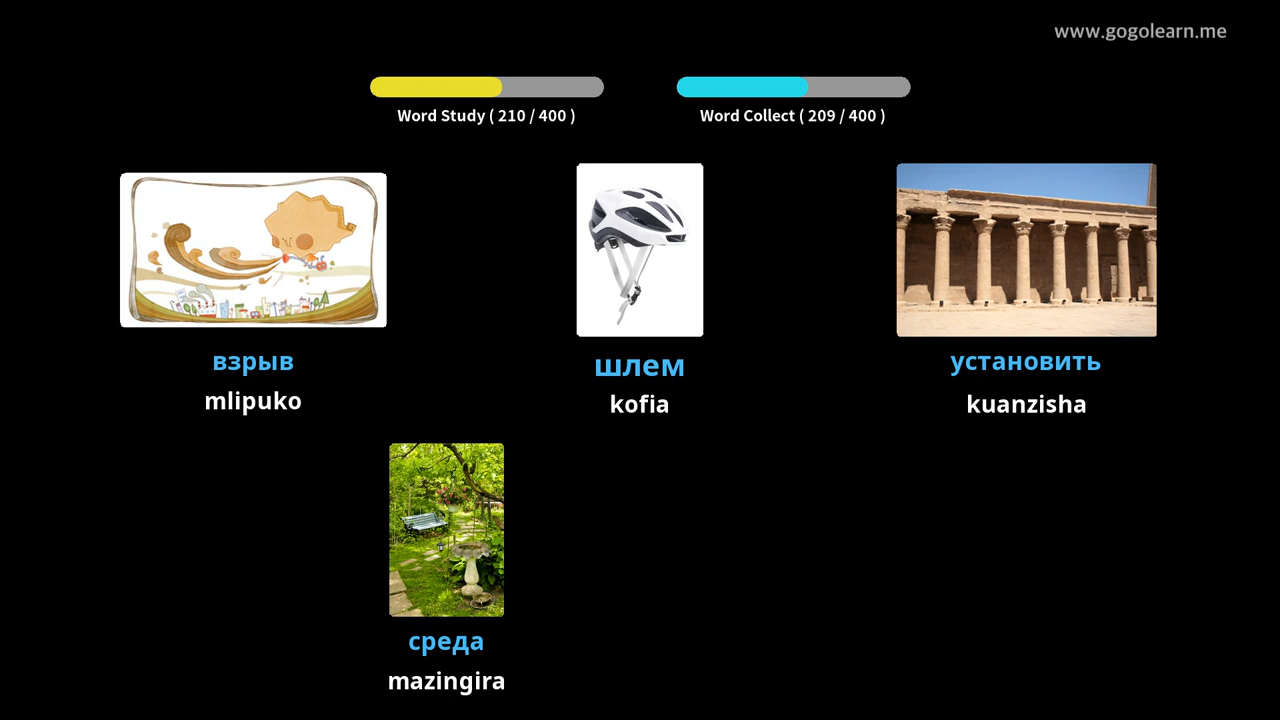 www.gogolearn.me
Word Study ( 210 / 400 )
Word Collect ( 209 / 400 )
взрыв
mlipuko
шлем
kofia
установить
kuanzisha
среда
mazingira